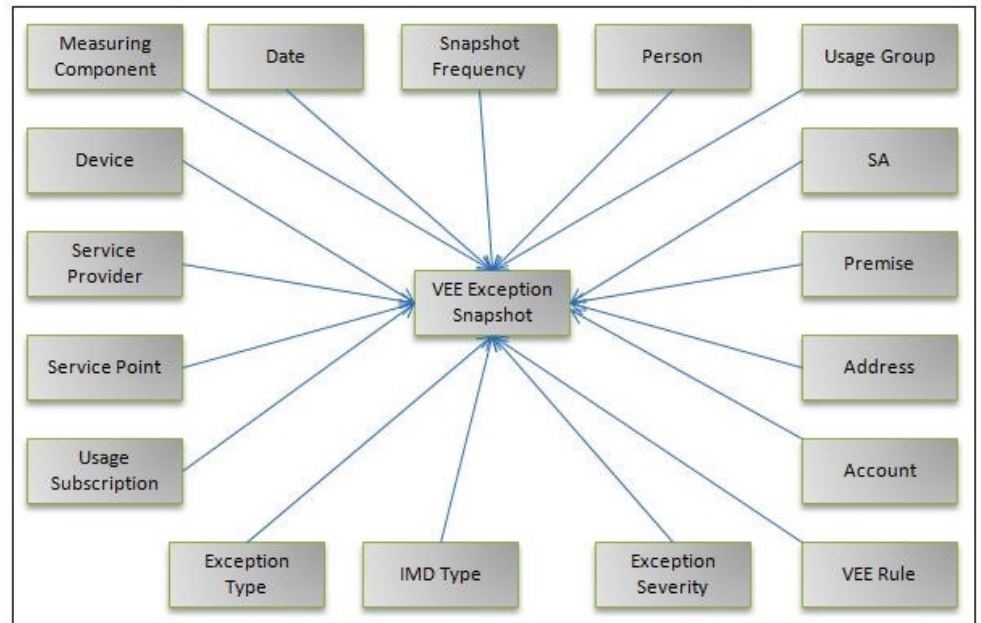 Measuring
Component
Date
Snapshot
Frequency
Person
Usage Group
Device
SA
Service
Provider
Premise
VEE Exception
Snapshot
Service Point
Address
Usage
Subscription
Account
Exception
Type
IMD Type
Exception
Severity
VEE Rule